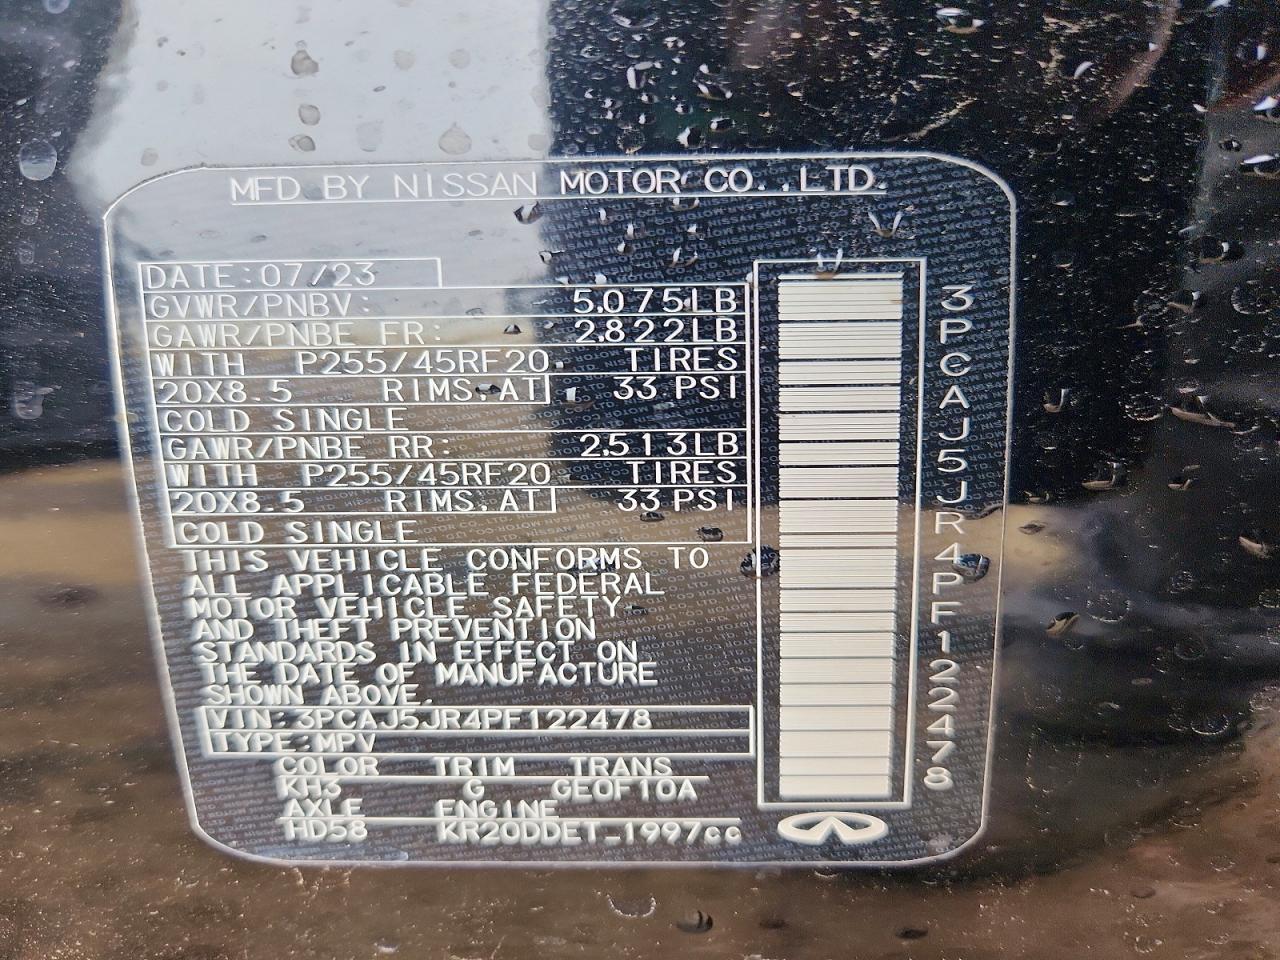 MFD BY NISSAN MOTOR CO.,LTD.
DATE:07/23
GVWR/PNBV: 5,075LB
GAWR/PNBE FR: 2,822LB
WITH P255/45RF20 TIRES
20X8.5 RIMS,AT 33 PSI
COLD SINGLE
GAWR/PNBE RR: 2,513LB
WITH P255/45RF20 TIRES
20X8.5 RIMS,AT 33 PSI
COLD SINGLE
THIS VEHICLE CONFORMS TO
ALL APPLICABLE FEDERAL
MOTOR VEHICLE SAFETY
AND THEFT PREVENTION
STANDARDS IN EFFECT ON
THE DATE OF MANUFACTURE
SHOWN ABOVE.
VIN:3PCAJ5JR4PF122478
TYPE:MPV
COLOR TRIM TRANS
KH3 G GEOF10A
AXLE ENGINE
HD58 KR20DDET-1997cc
3PCAJ5JR4PF122478